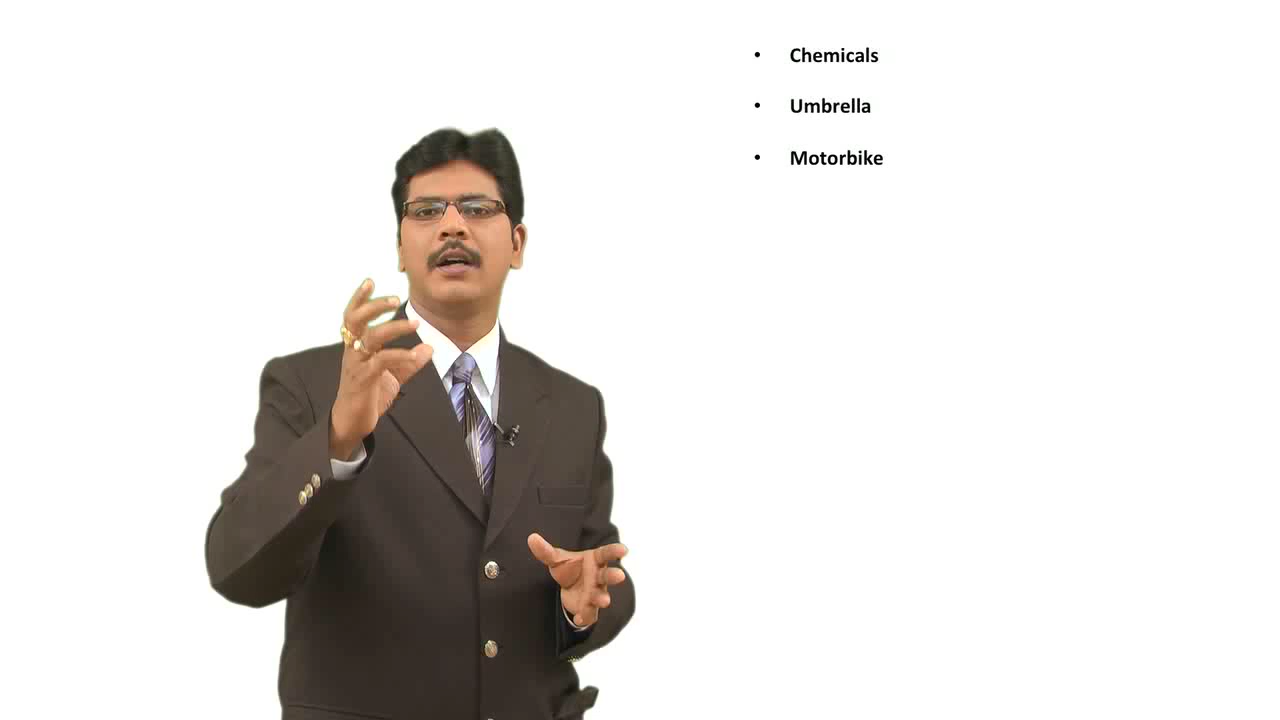 • Chemicals
• Umbrella
• Motorbike